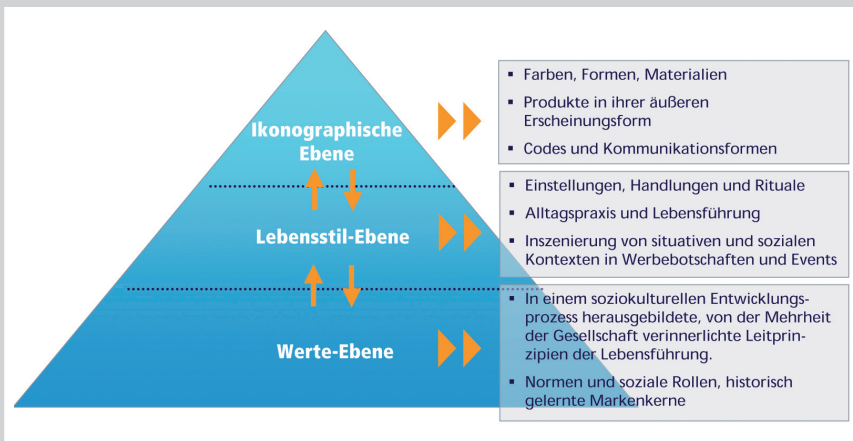 Ikonographische
Ebene
▪ Farben, Formen, Materialien
▪ Produkte in ihrer äußeren
Erscheinungsform
▪ Codes und Kommunikationsformen
Lebensstil-Ebene
▪ Einstellungen, Handlungen und Rituale
▪ Alltagspraxis und Lebensführung
▪ Inszenierung von situativen und sozialen
Kontexten in Werbebotschaften und Events
Werte-Ebene
▪ In einem soziokulturellen Entwicklungs-
prozess herausgebildete, von der Mehrheit
der Gesellschaft verinnerlichte Leitprin-
zipien der Lebensführung.
▪ Normen und soziale Rollen, historisch
gelernte Markenkerne